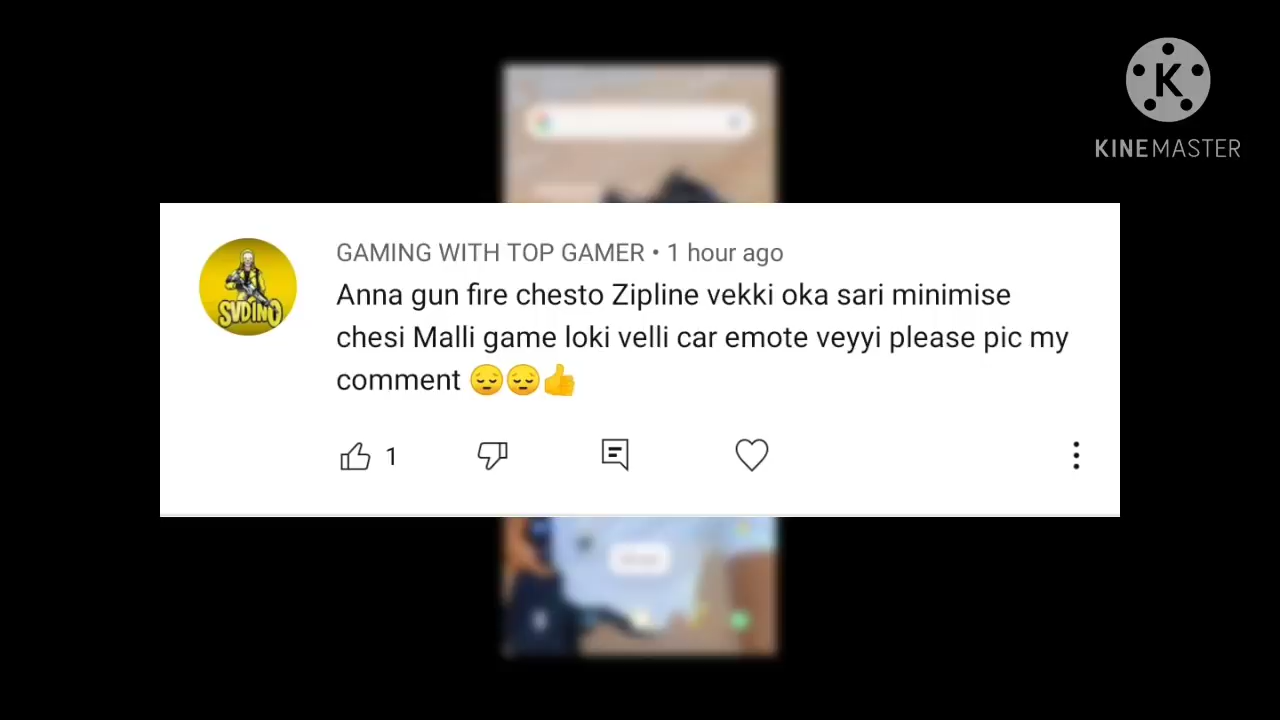 KINEMASTER
GAMING WITH TOP GAMER • 1 hour ago
Anna gun fire chesto Zipline vekki oka sari minimise
chesi Malli game loki velli car emote veyyi please pic my
comment 😔😔👍
SVDINO
1